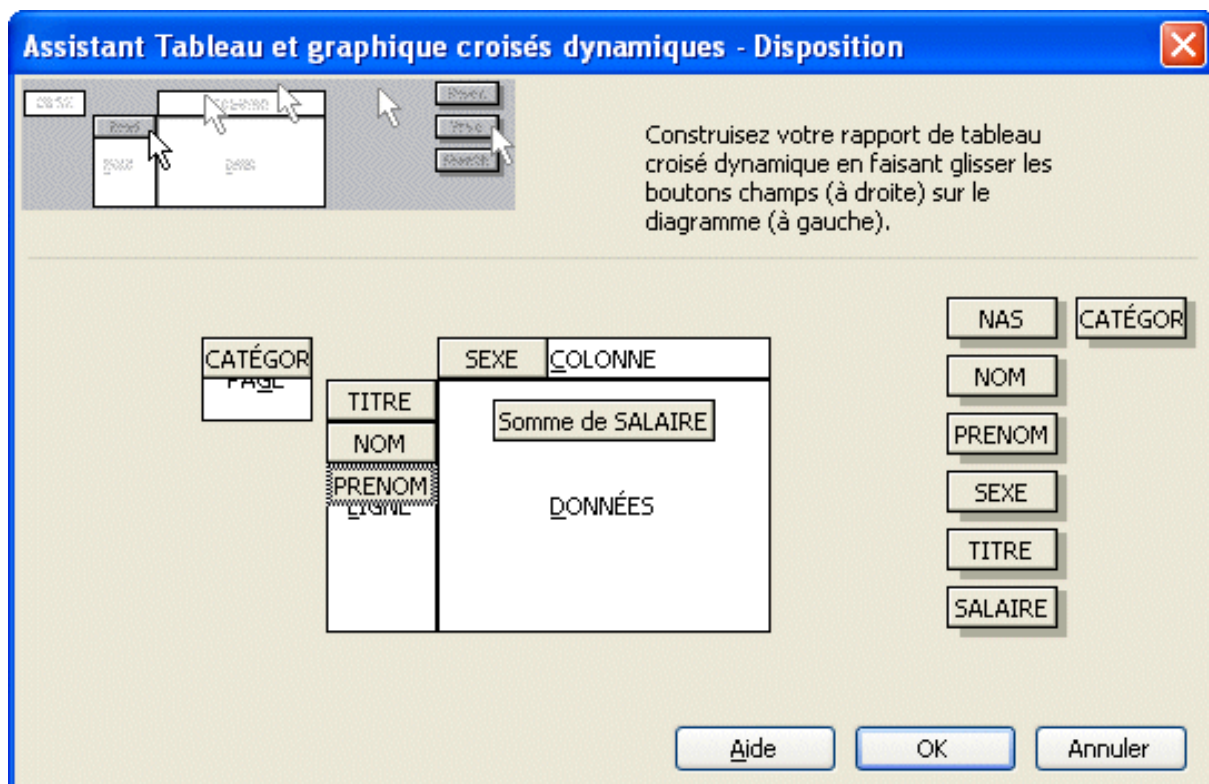 Assistant Tableau et graphique croisés dynamiques - Disposition
Construisez votre rapport de tableau
croisé dynamique en faisant glisser les
boutons champs (à droite) sur le
diagramme (à gauche).
CATÉGOR
PAGE
SEXE COLONNE
TITRE
NOM
PRENOM
LIGNE
Somme de SALAIRE
DONNÉES
NAS CATÉGOR
NOM
PRENOM
SEXE
TITRE
SALAIRE
Aide OK Annuler